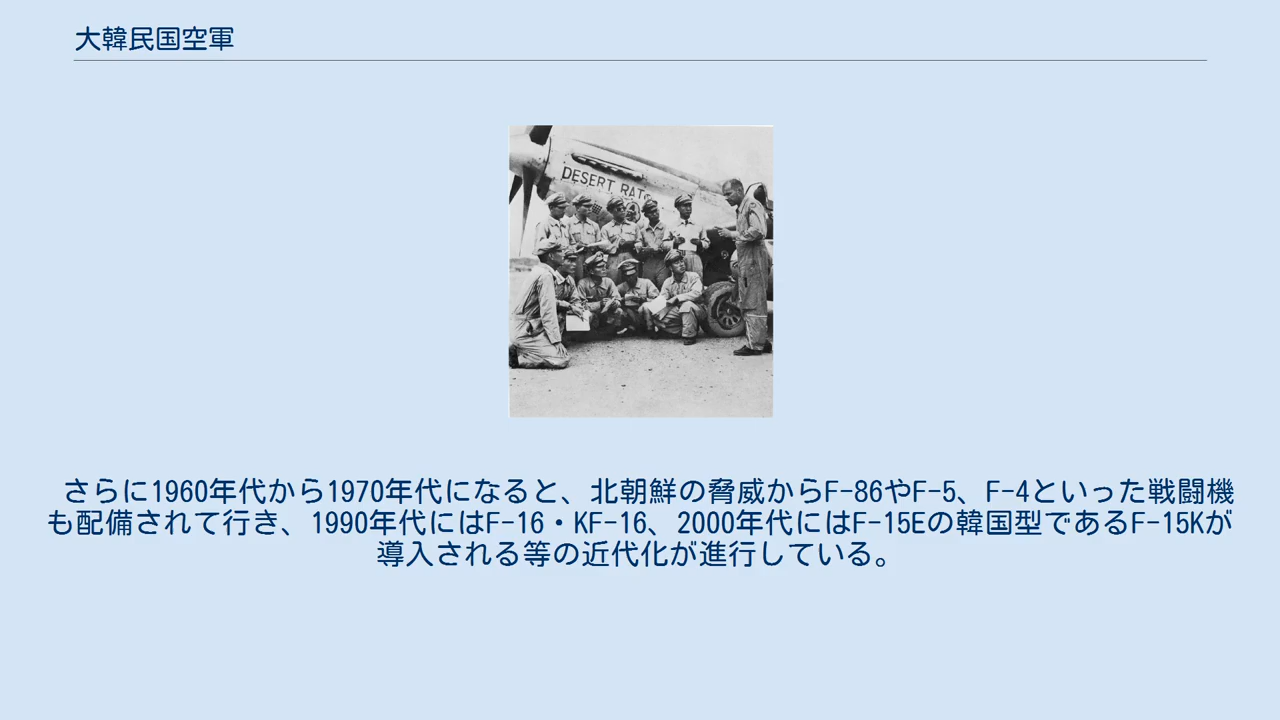 大韓民国空軍
DESERT RAT
さらに1960年代から1970年代になると、北朝鮮の脅威からF-86やF-5、F-4といった戦闘機
も配備されて行き、1990年代にはF-16・KF-16、2000年代にはF-15Eの韓国型であるF-15Kが
導入される等の近代化が進行している。